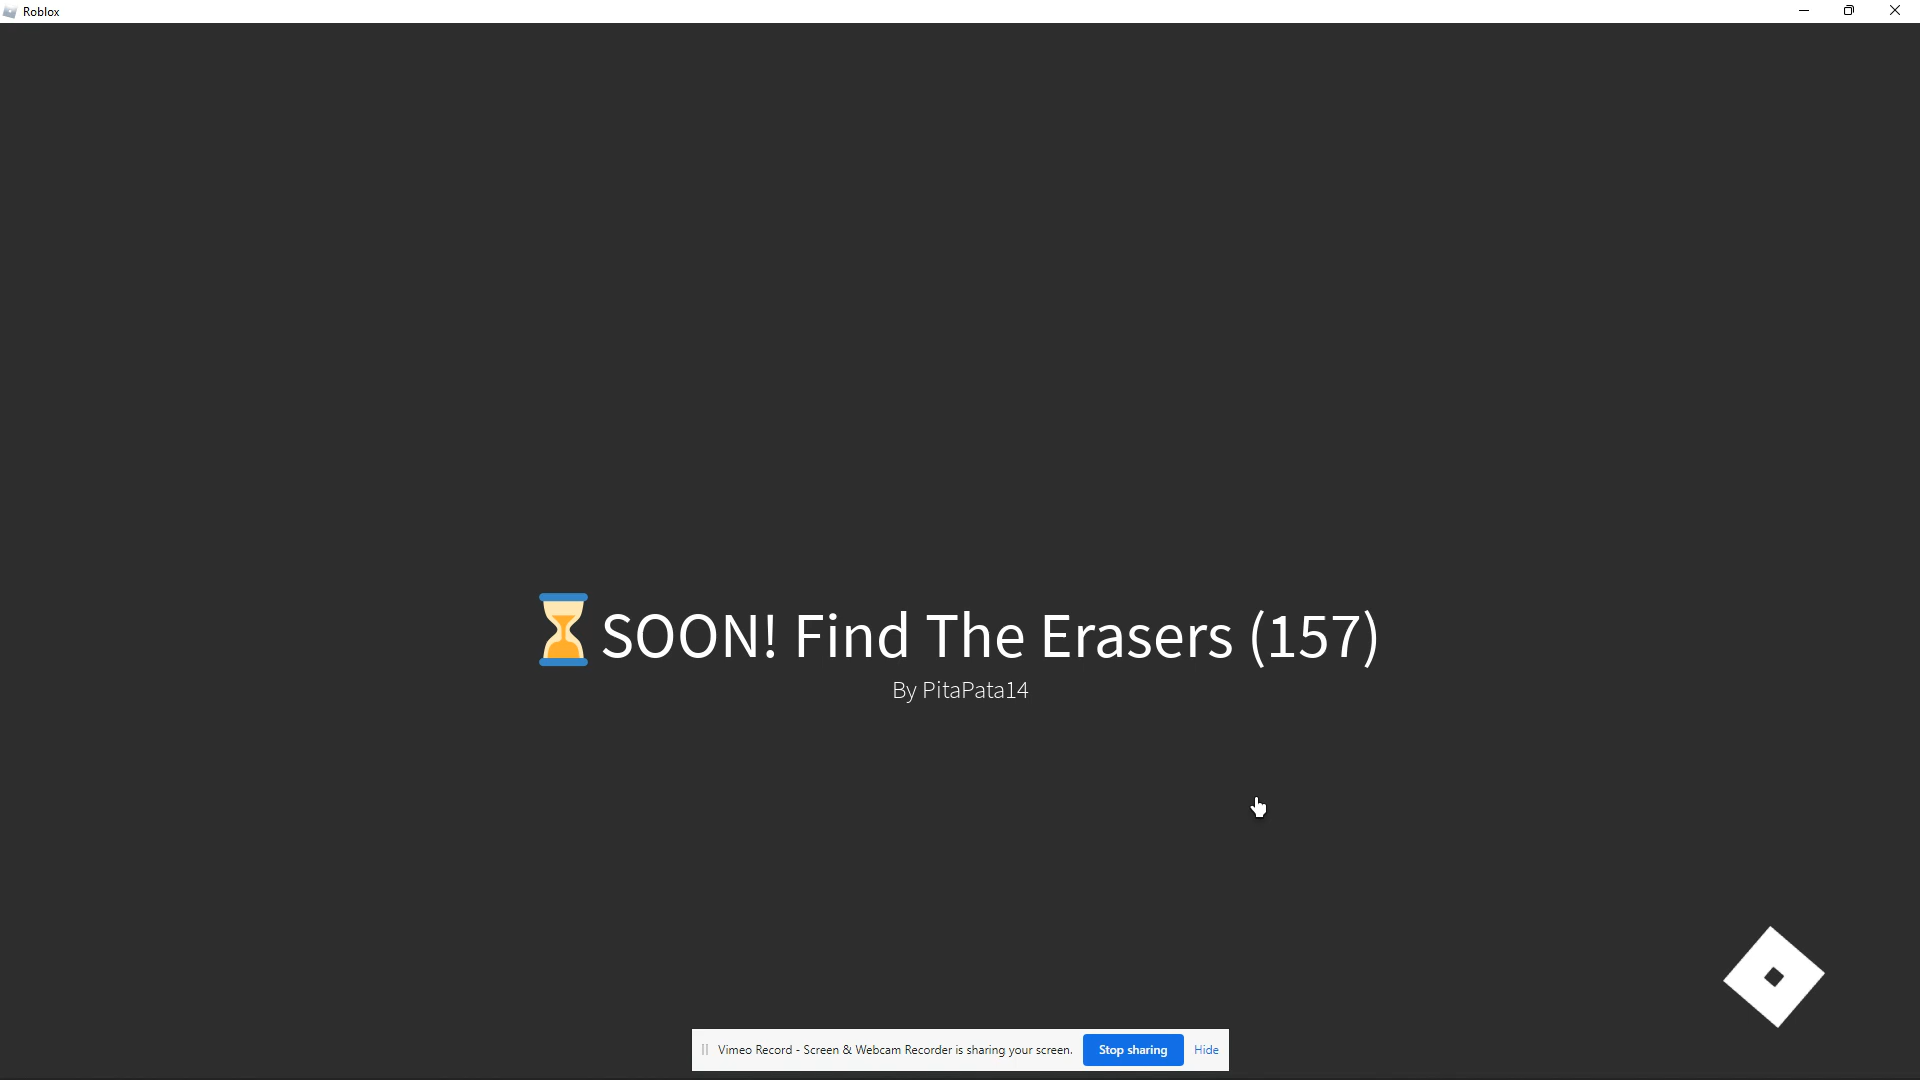 Roblox
⏳SOON! Find The Erasers (157)
By PitaPata14
Vimeo Record - Screen & Webcam Recorder is sharing your screen. Stop sharing Hide